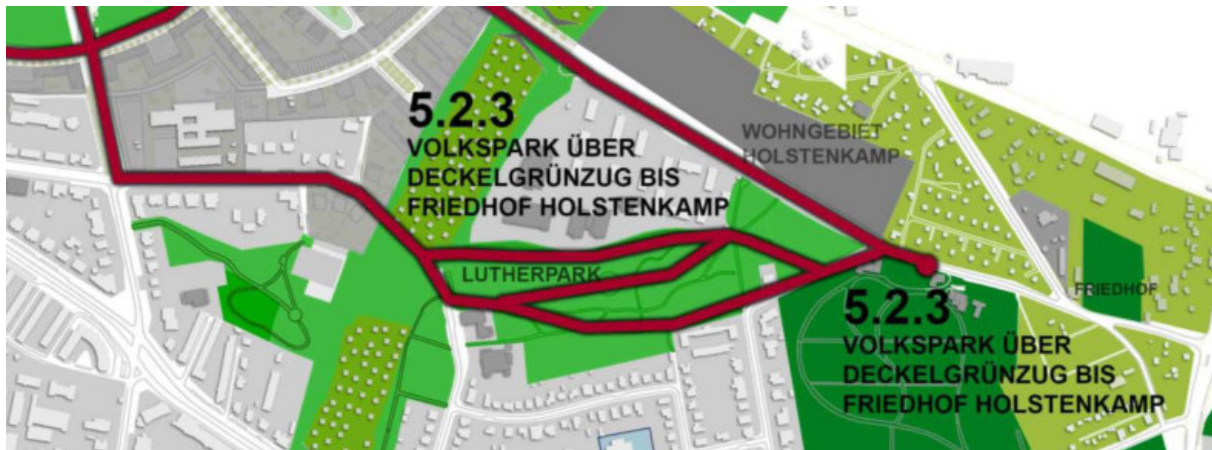 5.2.3
VOLKSPARK ÜBER
DECKELGRÜNZUG BIS
FRIEDHOF HOLSTENKAMP
WOHNGEBIET
HOLSTENKAMP
LUTHERPARK
FRIEDHOF
5.2.3
VOLKSPARK ÜBER
DECKELGRÜNZUG BIS
FRIEDHOF HOLSTENKAMP